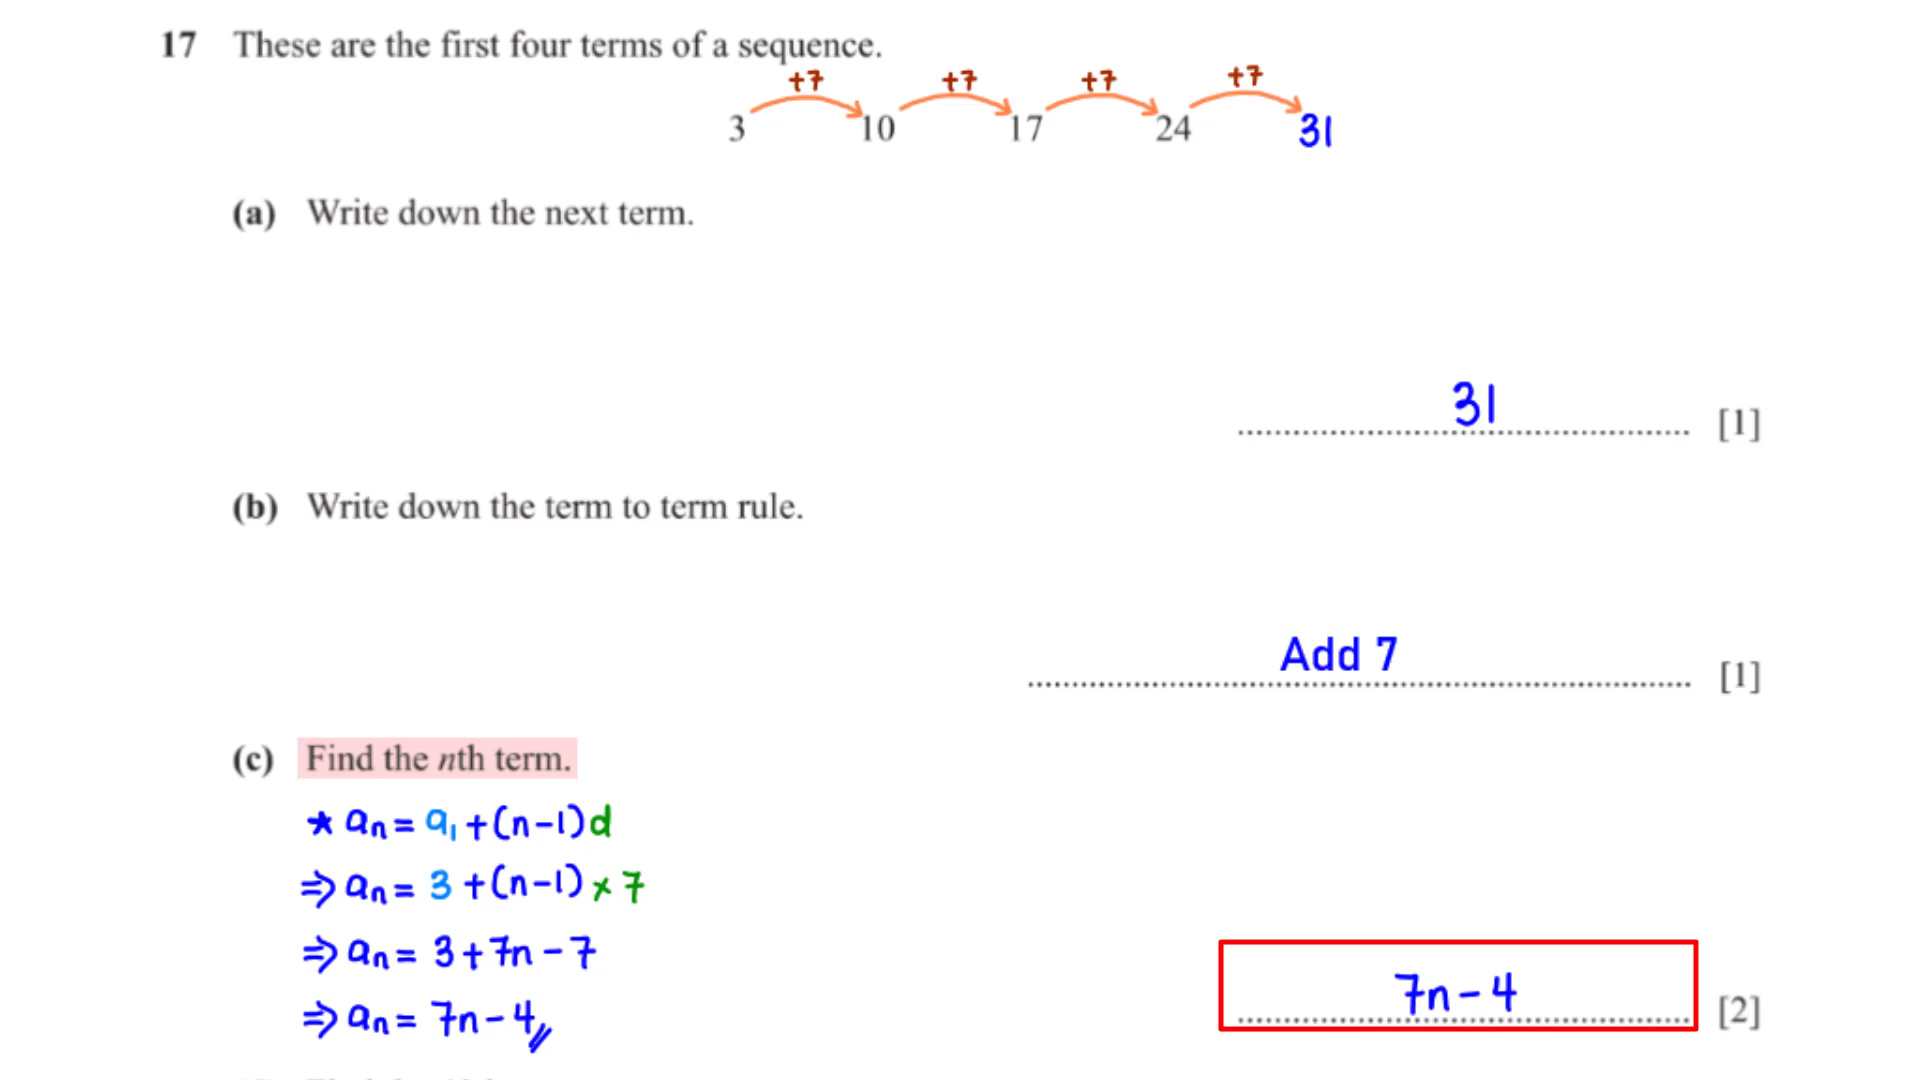 17 These are the first four terms of a sequence.
+7 +7 +7 +7
3 10 17 24 31
(a) Write down the next term.
31 [1]
(b) Write down the term to term rule.
Add 7 [1]
(c) Find the nth term.
★ aₙ = a₁ + (n-1)d
⇒ aₙ = 3 + (n-1) × 7
⇒ aₙ = 3 + 7n - 7
⇒ aₙ = 7n - 4
7n - 4 [2]